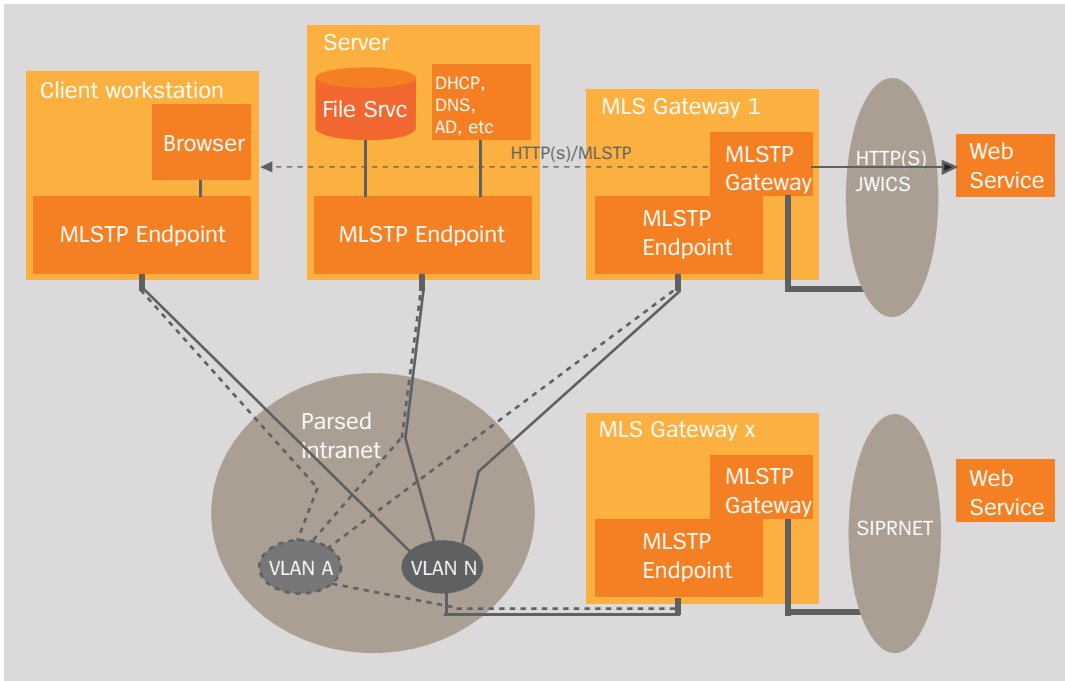 Server
Client workstation
File Srvc
DHCP,
DNS,
AD, etc
Browser
MLS Gateway 1
HTTP(s)/MLSTP
MLSTP
Gateway
HTTP(S)
JWICS
Web
Service
MLSTP Endpoint
MLSTP Endpoint
MLSTP
Endpoint
Parsed
intranet
VLAN A
VLAN N
MLS Gateway x
MLSTP
Gateway
MLSTP
Endpoint
SIPRNET
Web
Service